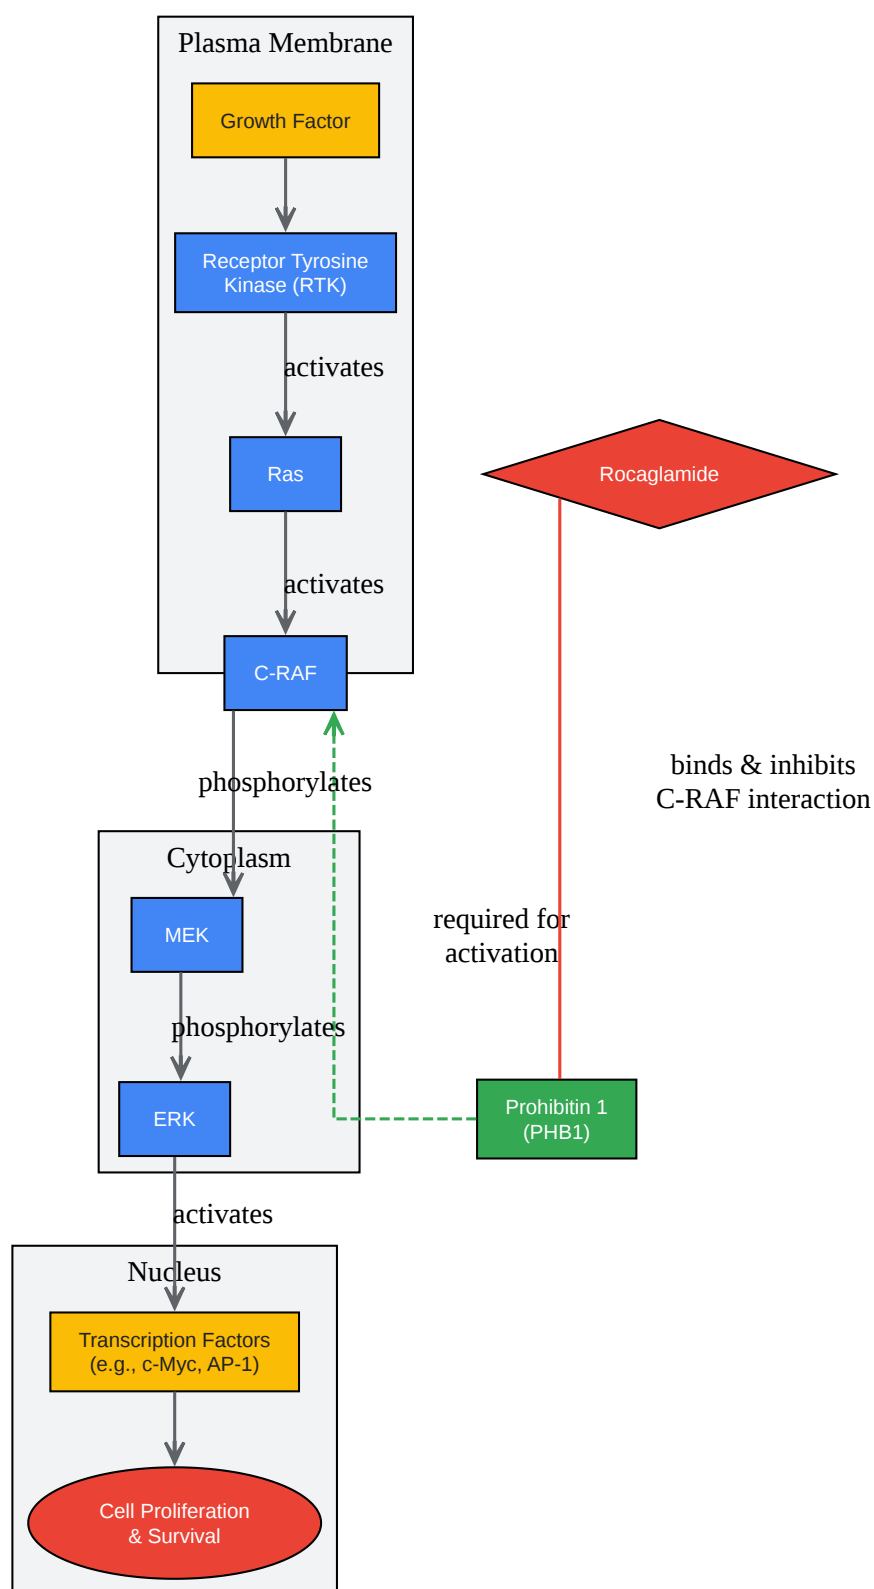 Plasma Membrane
Growth Factor
Receptor Tyrosine
Kinase (RTK)
activates
Ras
Rocaglamide
activates
C-RAF
phosphorylates
binds & inhibits
C-RAF interaction
Cytoplasm
MEK
required for
activation
phosphorylates
ERK
Prohibitin 1
(PHB1)
activates
Nucleus
Transcription Factors
(e.g., c-Myc, AP-1)
Cell Proliferation
& Survival